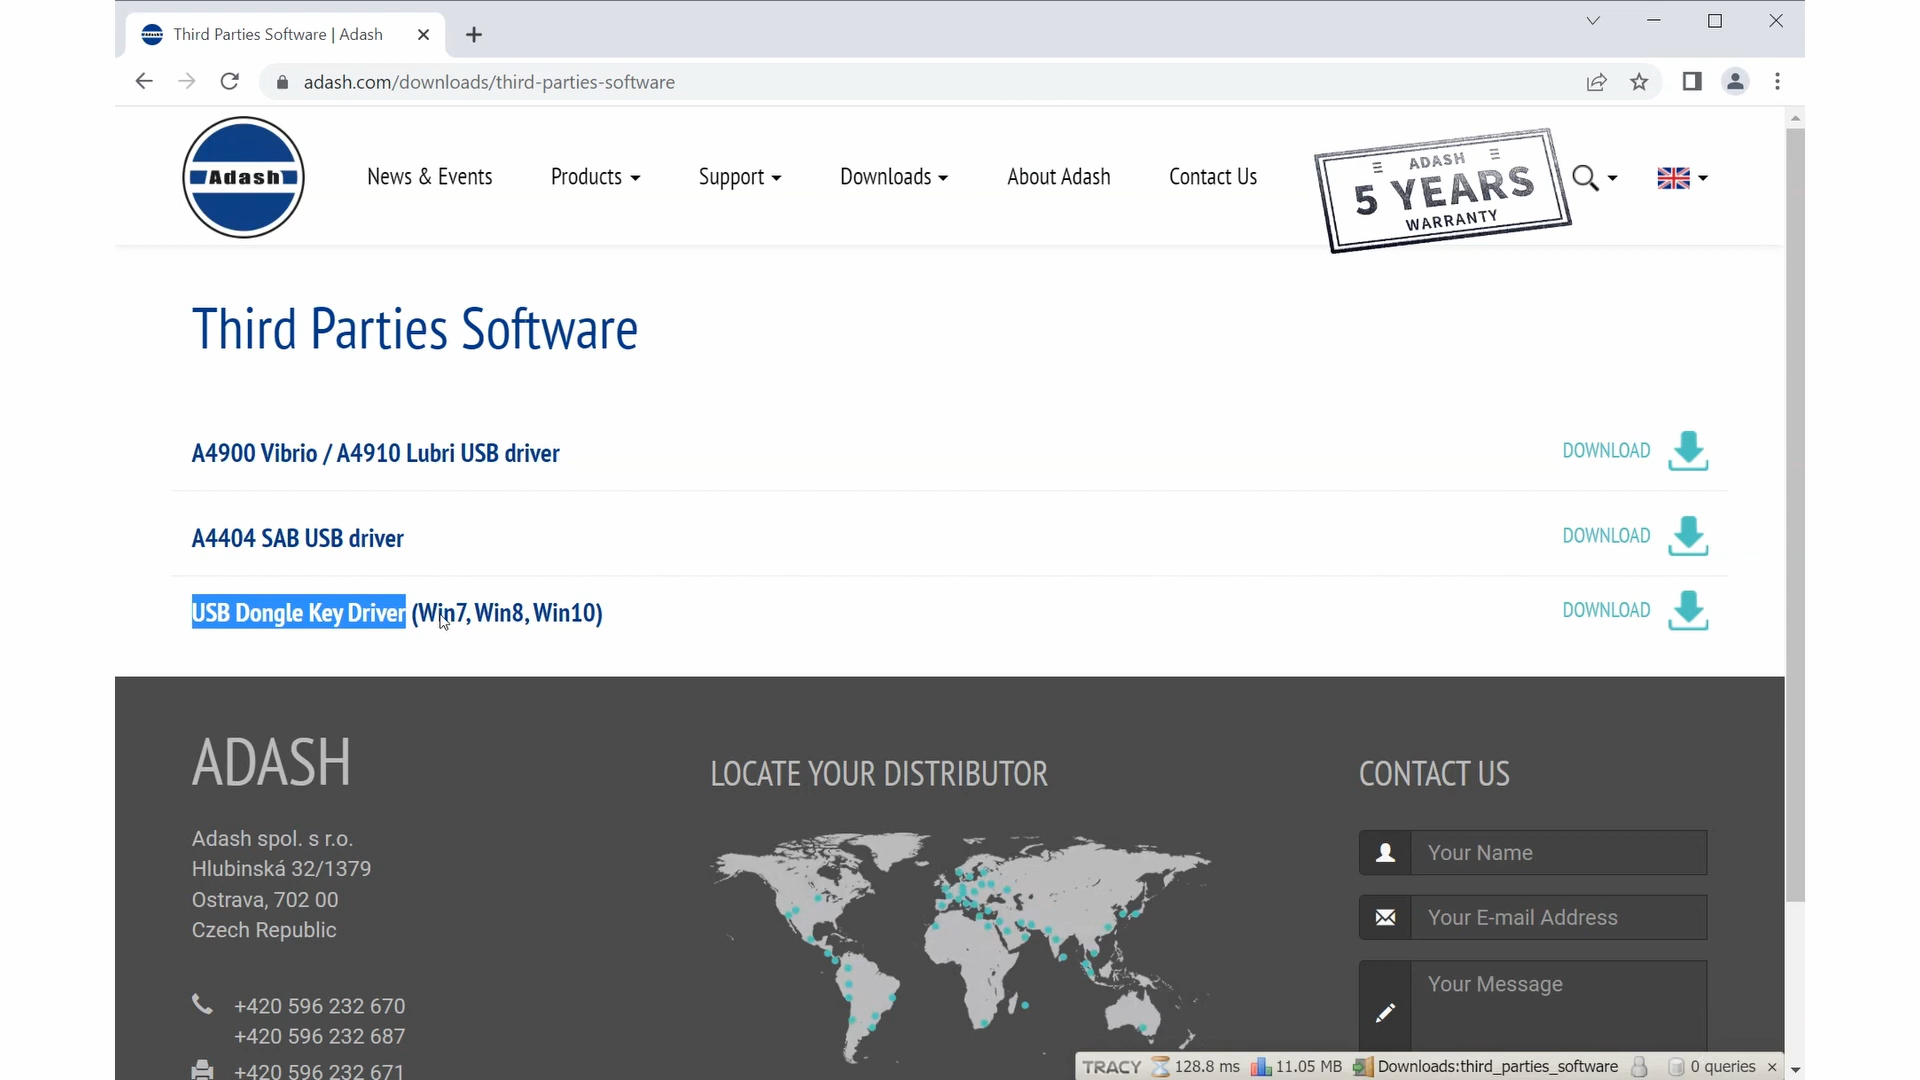 Third Parties Software | Adash
adash.com/downloads/third-parties-software
Adash
News & Events
Products
Support
Downloads
About Adash
Contact Us
ADASH
5 YEARS
WARRANTY
Third Parties Software
A4900 Vibrio / A4910 Lubri USB driver
DOWNLOAD
A4404 SAB USB driver
DOWNLOAD
USB Dongle Key Driver (Win7, Win8, Win10)
DOWNLOAD
ADASH
Adash spol. s r.o.
Hlubinská 32/1379
Ostrava, 702 00
Czech Republic
+420 596 232 670
+420 596 232 687
+420 596 232 671
LOCATE YOUR DISTRIBUTOR
CONTACT US
Your Name
Your E-mail Address
Your Message
TRACY 128.8 ms 11.05 MB Downloads:third_parties_software 0 queries ×